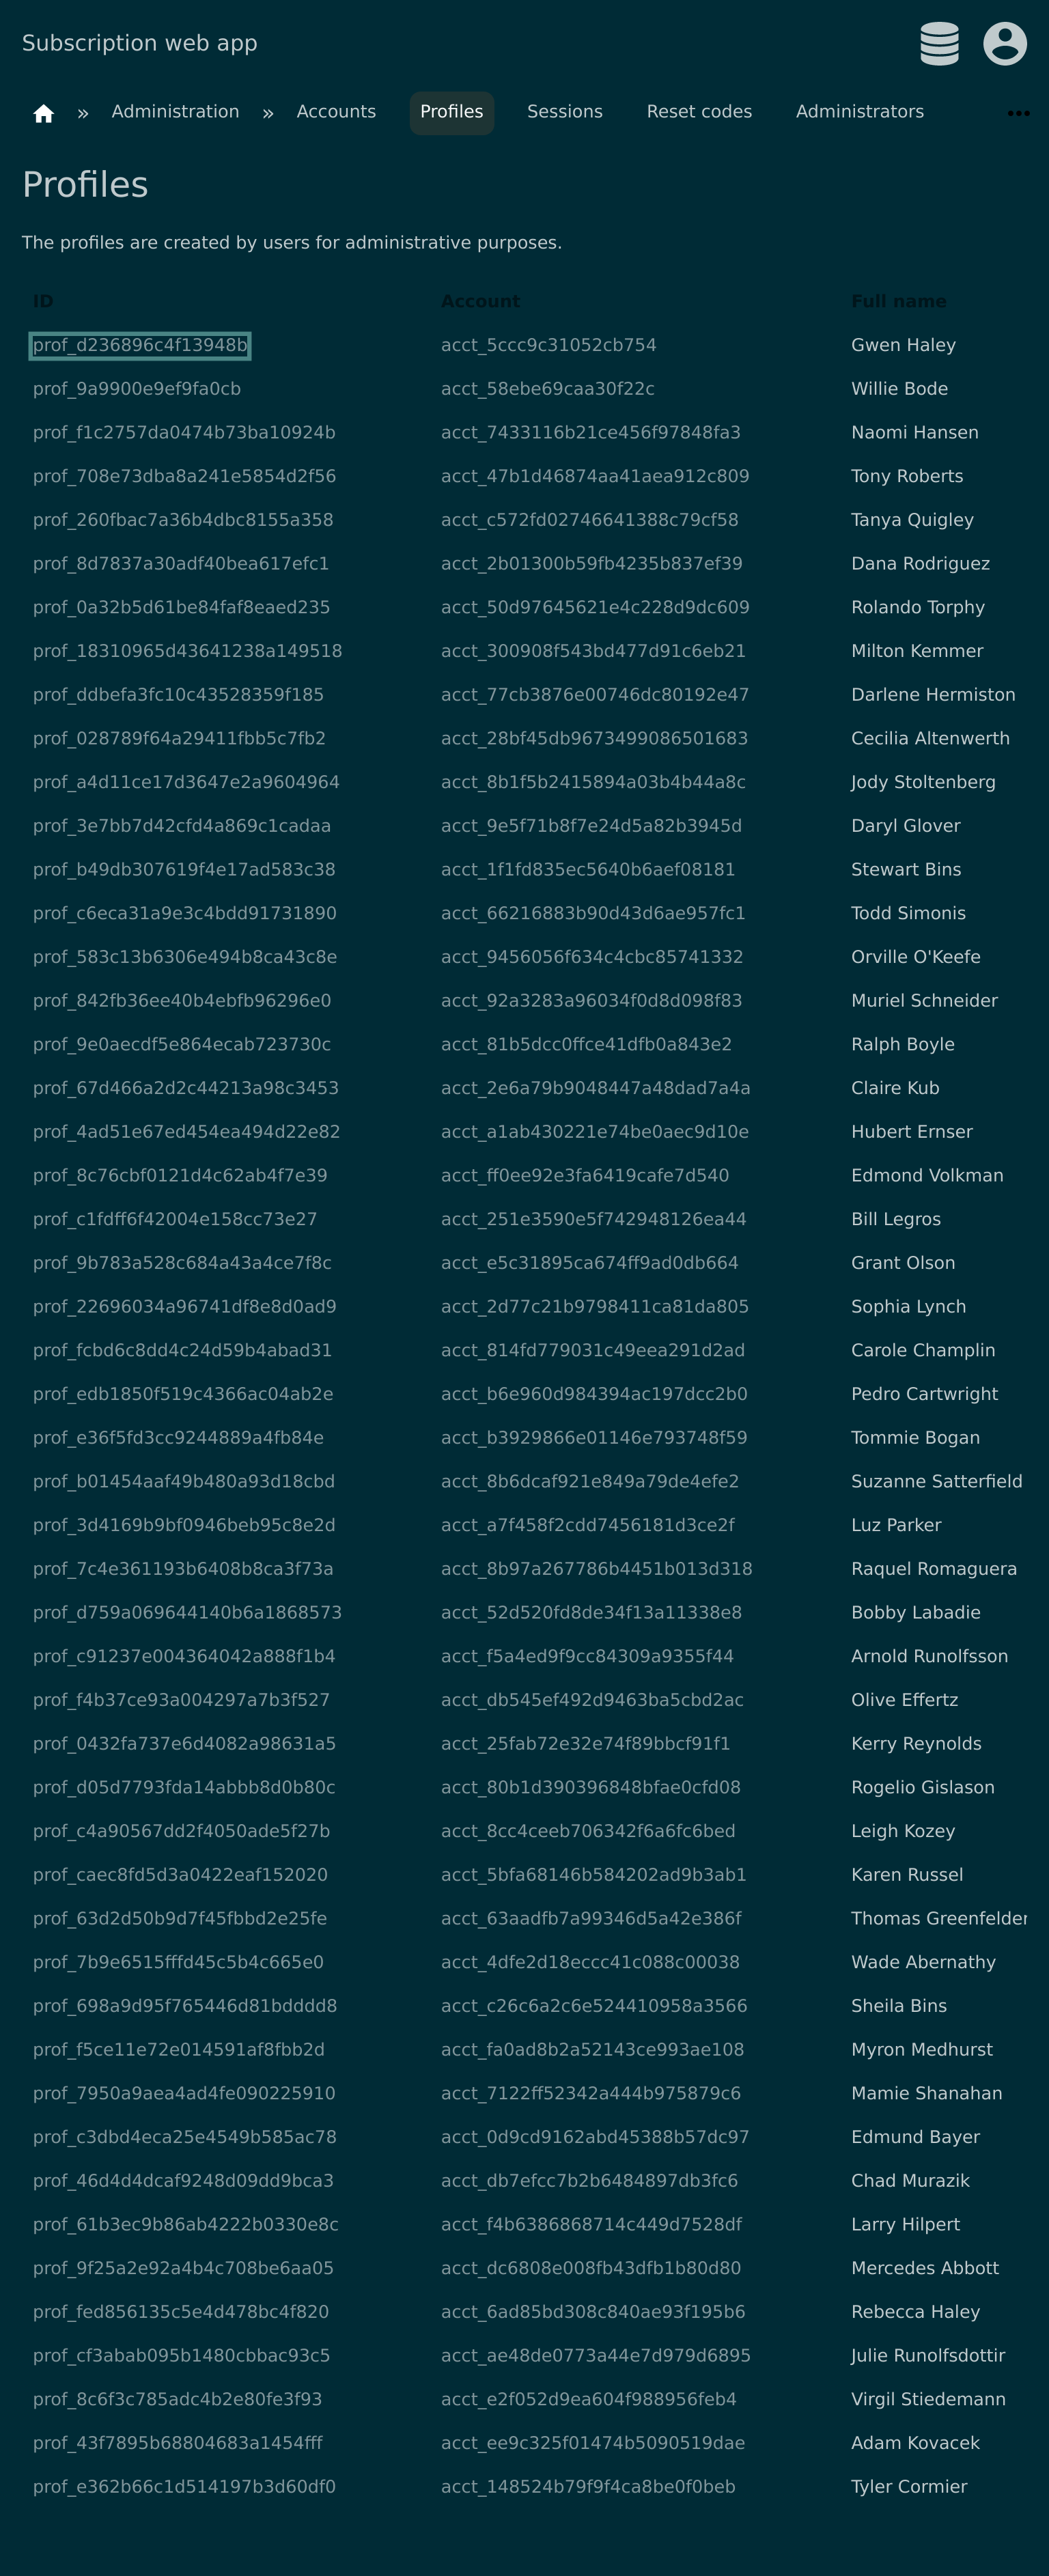 Subscription web app
» Administration » Accounts Profiles Sessions Reset codes Administrators •••
Profiles
The profiles are created by users for administrative purposes.
ID Account Full name
prof_d236896c4f13948b acct_5ccc9c31052cb754 Gwen Haley
prof_9a9900e9ef9fa0cb acct_58ebe69caa30f22c Willie Bode
prof_f1c2757da0474b73ba10924b acct_7433116b21ce456f97848fa3 Naomi Hansen
prof_708e73dba8a241e5854d2f56 acct_47b1d46874aa41aea912c809 Tony Roberts
prof_260fbac7a36b4dbc8155a358 acct_c572fd02746641388c79cf58 Tanya Quigley
prof_8d7837a30adf40bea617efc1 acct_2b01300b59fb4235b837ef39 Dana Rodriguez
prof_0a32b5d61be84faf8eaed235 acct_50d97645621e4c228d9dc609 Rolando Torphy
prof_18310965d43641238a149518 acct_300908f543bd477d91c6eb21 Milton Kemmer
prof_ddbefa3fc10c43528359f185 acct_77cb3876e00746dc80192e47 Darlene Hermiston
prof_028789f64a29411fbb5c7fb2 acct_28bf45db9673499086501683 Cecilia Altenwerth
prof_a4d11ce17d3647e2a9604964 acct_8b1f5b2415894a03b4b44a8c Jody Stoltenberg
prof_3e7bb7d42cfd4a869c1cadaa acct_9e5f71b8f7e24d5a82b3945d Daryl Glover
prof_b49db307619f4e17ad583c38 acct_1f1fd835ec5640b6aef08181 Stewart Bins
prof_c6eca31a9e3c4bdd91731890 acct_66216883b90d43d6ae957fc1 Todd Simonis
prof_583c13b6306e494b8ca43c8e acct_9456056f634c4cbc85741332 Orville O'Keefe
prof_842fb36ee40b4ebfb96296e0 acct_92a3283a96034f0d8d098f83 Muriel Schneider
prof_9e0aecdf5e864ecab723730c acct_81b5dcc0ffce41dfb0a843e2 Ralph Boyle
prof_67d466a2d2c44213a98c3453 acct_2e6a79b9048447a48dad7a4a Claire Kub
prof_4ad51e67ed454ea494d22e82 acct_a1ab430221e74be0aec9d10e Hubert Ernser
prof_8c76cbf0121d4c62ab4f7e39 acct_ff0ee92e3fa6419cafe7d540 Edmond Volkman
prof_c1fdff6f42004e158cc73e27 acct_251e3590e5f742948126ea44 Bill Legros
prof_9b783a528c684a43a4ce7f8c acct_e5c31895ca674ff9ad0db664 Grant Olson
prof_22696034a96741df8e8d0ad9 acct_2d77c21b9798411ca81da805 Sophia Lynch
prof_fcbd6c8dd4c24d59b4abad31 acct_814fd779031c49eea291d2ad Carole Champlin
prof_edb1850f519c4366ac04ab2e acct_b6e960d984394ac197dcc2b0 Pedro Cartwright
prof_e36f5fd3cc9244889a4fb84e acct_b3929866e01146e793748f59 Tommie Bogan
prof_b01454aaf49b480a93d18cbd acct_8b6dcaf921e849a79de4efe2 Suzanne Satterfield
prof_3d4169b9bf0946beb95c8e2d acct_a7f458f2cdd7456181d3ce2f Luz Parker
prof_7c4e361193b6408b8ca3f73a acct_8b97a267786b4451b013d318 Raquel Romaguera
prof_d759a069644140b6a1868573 acct_52d520fd8de34f13a11338e8 Bobby Labadie
prof_c91237e004364042a888f1b4 acct_f5a4ed9f9cc84309a9355f44 Arnold Runolfsson
prof_f4b37ce93a004297a7b3f527 acct_db545ef492d9463ba5cbd2ac Olive Effertz
prof_0432fa737e6d4082a98631a5 acct_25fab72e32e74f89bbcf91f1 Kerry Reynolds
prof_d05d7793fda14abbb8d0b80c acct_80b1d390396848bfae0cfd08 Rogelio Gislason
prof_c4a90567dd2f4050ade5f27b acct_8cc4ceeb706342f6a6fc6bed Leigh Kozey
prof_caec8fd5d3a0422eaf152020 acct_5bfa68146b584202ad9b3ab1 Karen Russel
prof_63d2d50b9d7f45fbbd2e25fe acct_63aadfb7a99346d5a42e386f Thomas Greenfelder
prof_7b9e6515fffd45c5b4c665e0 acct_4dfe2d18eccc41c088c00038 Wade Abernathy
prof_698a9d95f765446d81bdddd8 acct_c26c6a2c6e524410958a3566 Sheila Bins
prof_f5ce11e72e014591af8fbb2d acct_fa0ad8b2a52143ce993ae108 Myron Medhurst
prof_7950a9aea4ad4fe090225910 acct_7122ff52342a444b975879c6 Mamie Shanahan
prof_c3dbd4eca25e4549b585ac78 acct_0d9cd9162abd45388b57dc97 Edmund Bayer
prof_46d4d4dcaf9248d09dd9bca3 acct_db7efcc7b2b6484897db3fc6 Chad Murazik
prof_61b3ec9b86ab4222b0330e8c acct_f4b6386868714c449d7528df Larry Hilpert
prof_9f25a2e92a4b4c708be6aa05 acct_dc6808e008fb43dfb1b80d80 Mercedes Abbott
prof_fed856135c5e4d478bc4f820 acct_6ad85bd308c840ae93f195b6 Rebecca Haley
prof_cf3abab095b1480cbbac93c5 acct_ae48de0773a44e7d979d6895 Julie Runolfsdottir
prof_8c6f3c785adc4b2e80fe3f93 acct_e2f052d9ea604f988956feb4 Virgil Stiedemann
prof_43f7895b68804683a1454fff acct_ee9c325f01474b5090519dae Adam Kovacek
prof_e362b66c1d514197b3d60df0 acct_148524b79f9f4ca8be0f0beb Tyler Cormier